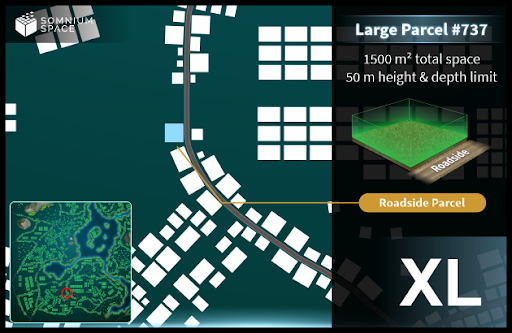 SOMNIUM
SPACE
Large Parcel #737
1500 m² total space
50 m height & depth limit
Roadside
Roadside Parcel
XL